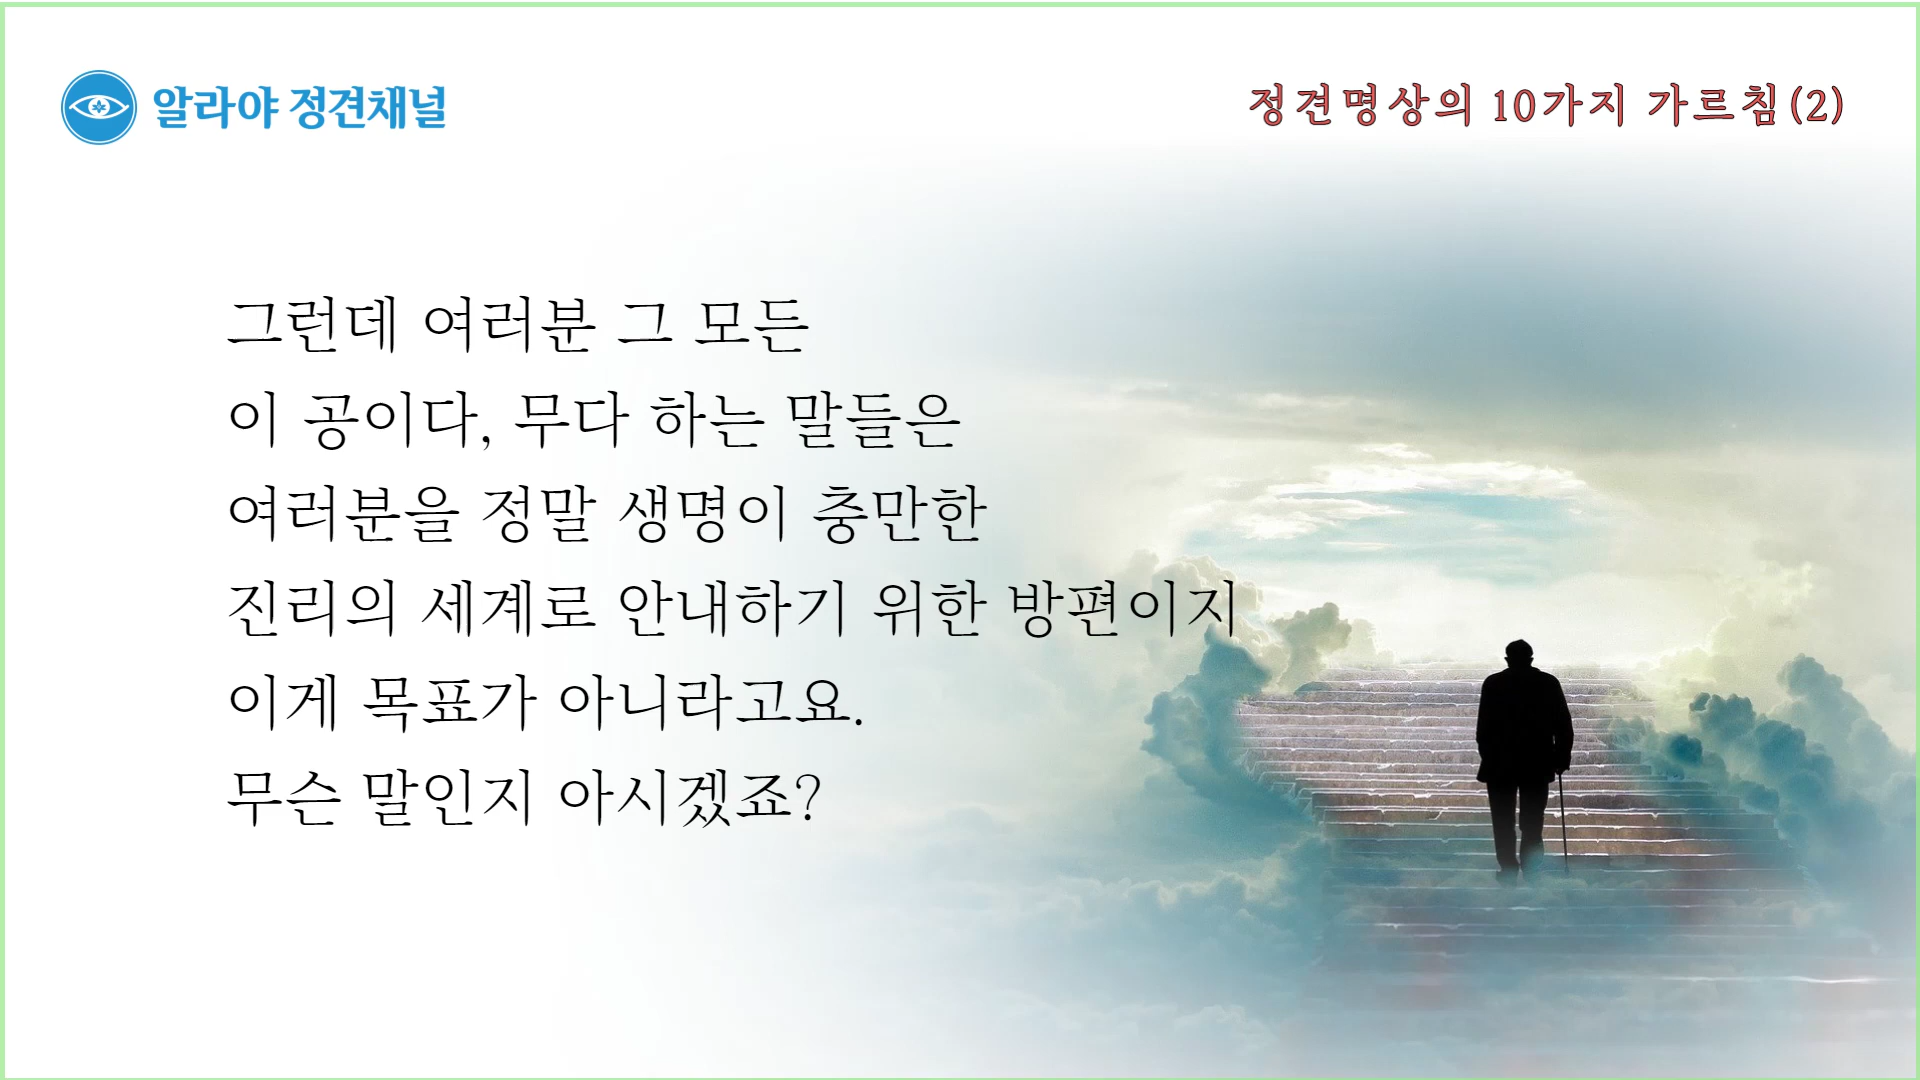 알라야 정견채널
정견명상의 10가지 가르침(2)
그런데 여러분 그 모든
이 공이다, 무다 하는 말들은
여러분을 정말 생명이 충만한
진리의 세계로 안내하기 위한 방편이지
이게 목표가 아니라고요.
무슨 말인지 아시겠죠?